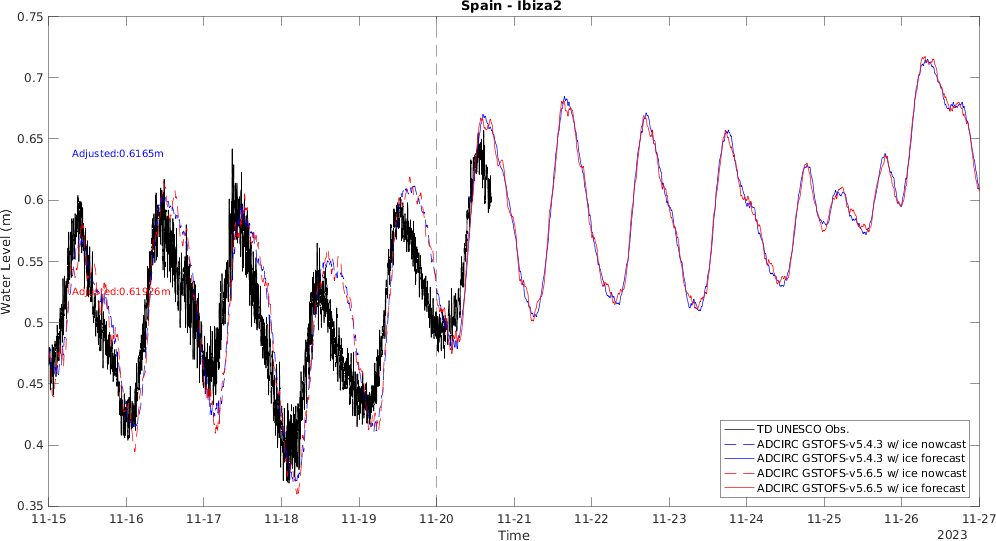 Spain - Ibiza2
0.75
0.7
0.65
0.6
0.55
0.5
0.45
0.4
0.35
Water Level (m)
Adjusted:0.6165m
Adjusted:0.61926m
TD UNESCO Obs.
ADCIRC GSTOFS-v5.4.3 w/ ice nowcast
ADCIRC GSTOFS-v5.4.3 w/ ice forecast
ADCIRC GSTOFS-v5.6.5 w/ ice nowcast
ADCIRC GSTOFS-v5.6.5 w/ ice forecast
11-15 11-16 11-17 11-18 11-19 11-20 11-21 11-22 11-23 11-24 11-25 11-26 11-27
Time
2023